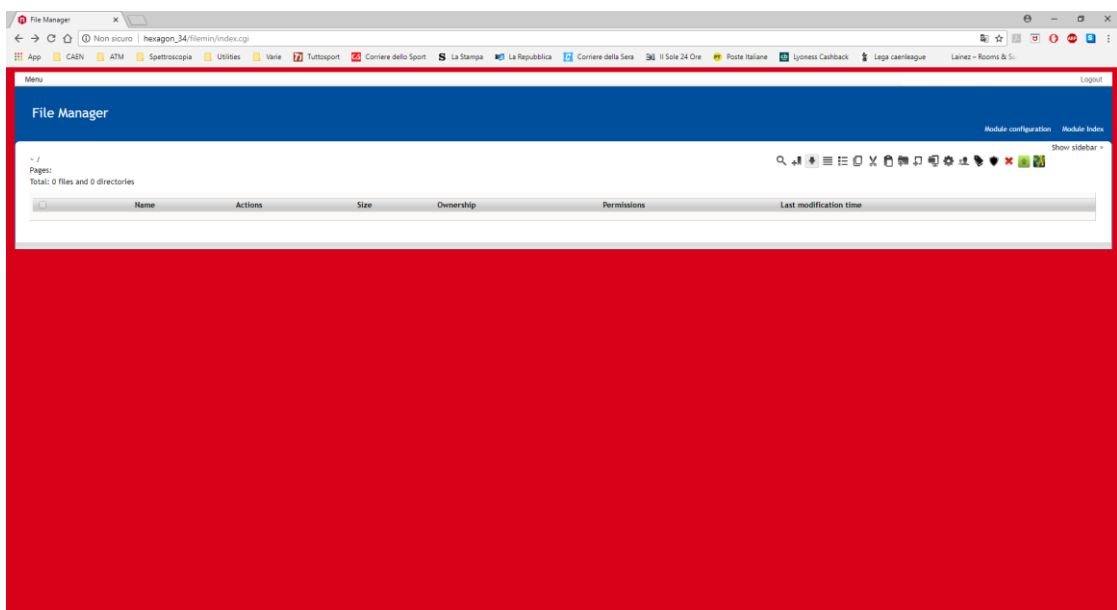 File Manager
Non sicuro | hexagon_34/filemin/index.cgi
App CAEN ATM Spettroscopia Utilities Varie Tuttosport Corriere dello Sport La Stampa La Repubblica Corriere della Sera Il Sole 24 Ore Poste Italiane Lyoness Cashback Lega caenleague Lainez – Rooms & Su
Menu Logout
File Manager
Module configuration Module Index
Show sidebar
~ /
Pages:
Total: 0 files and 0 directories
Name Actions Size Ownership Permissions Last modification time